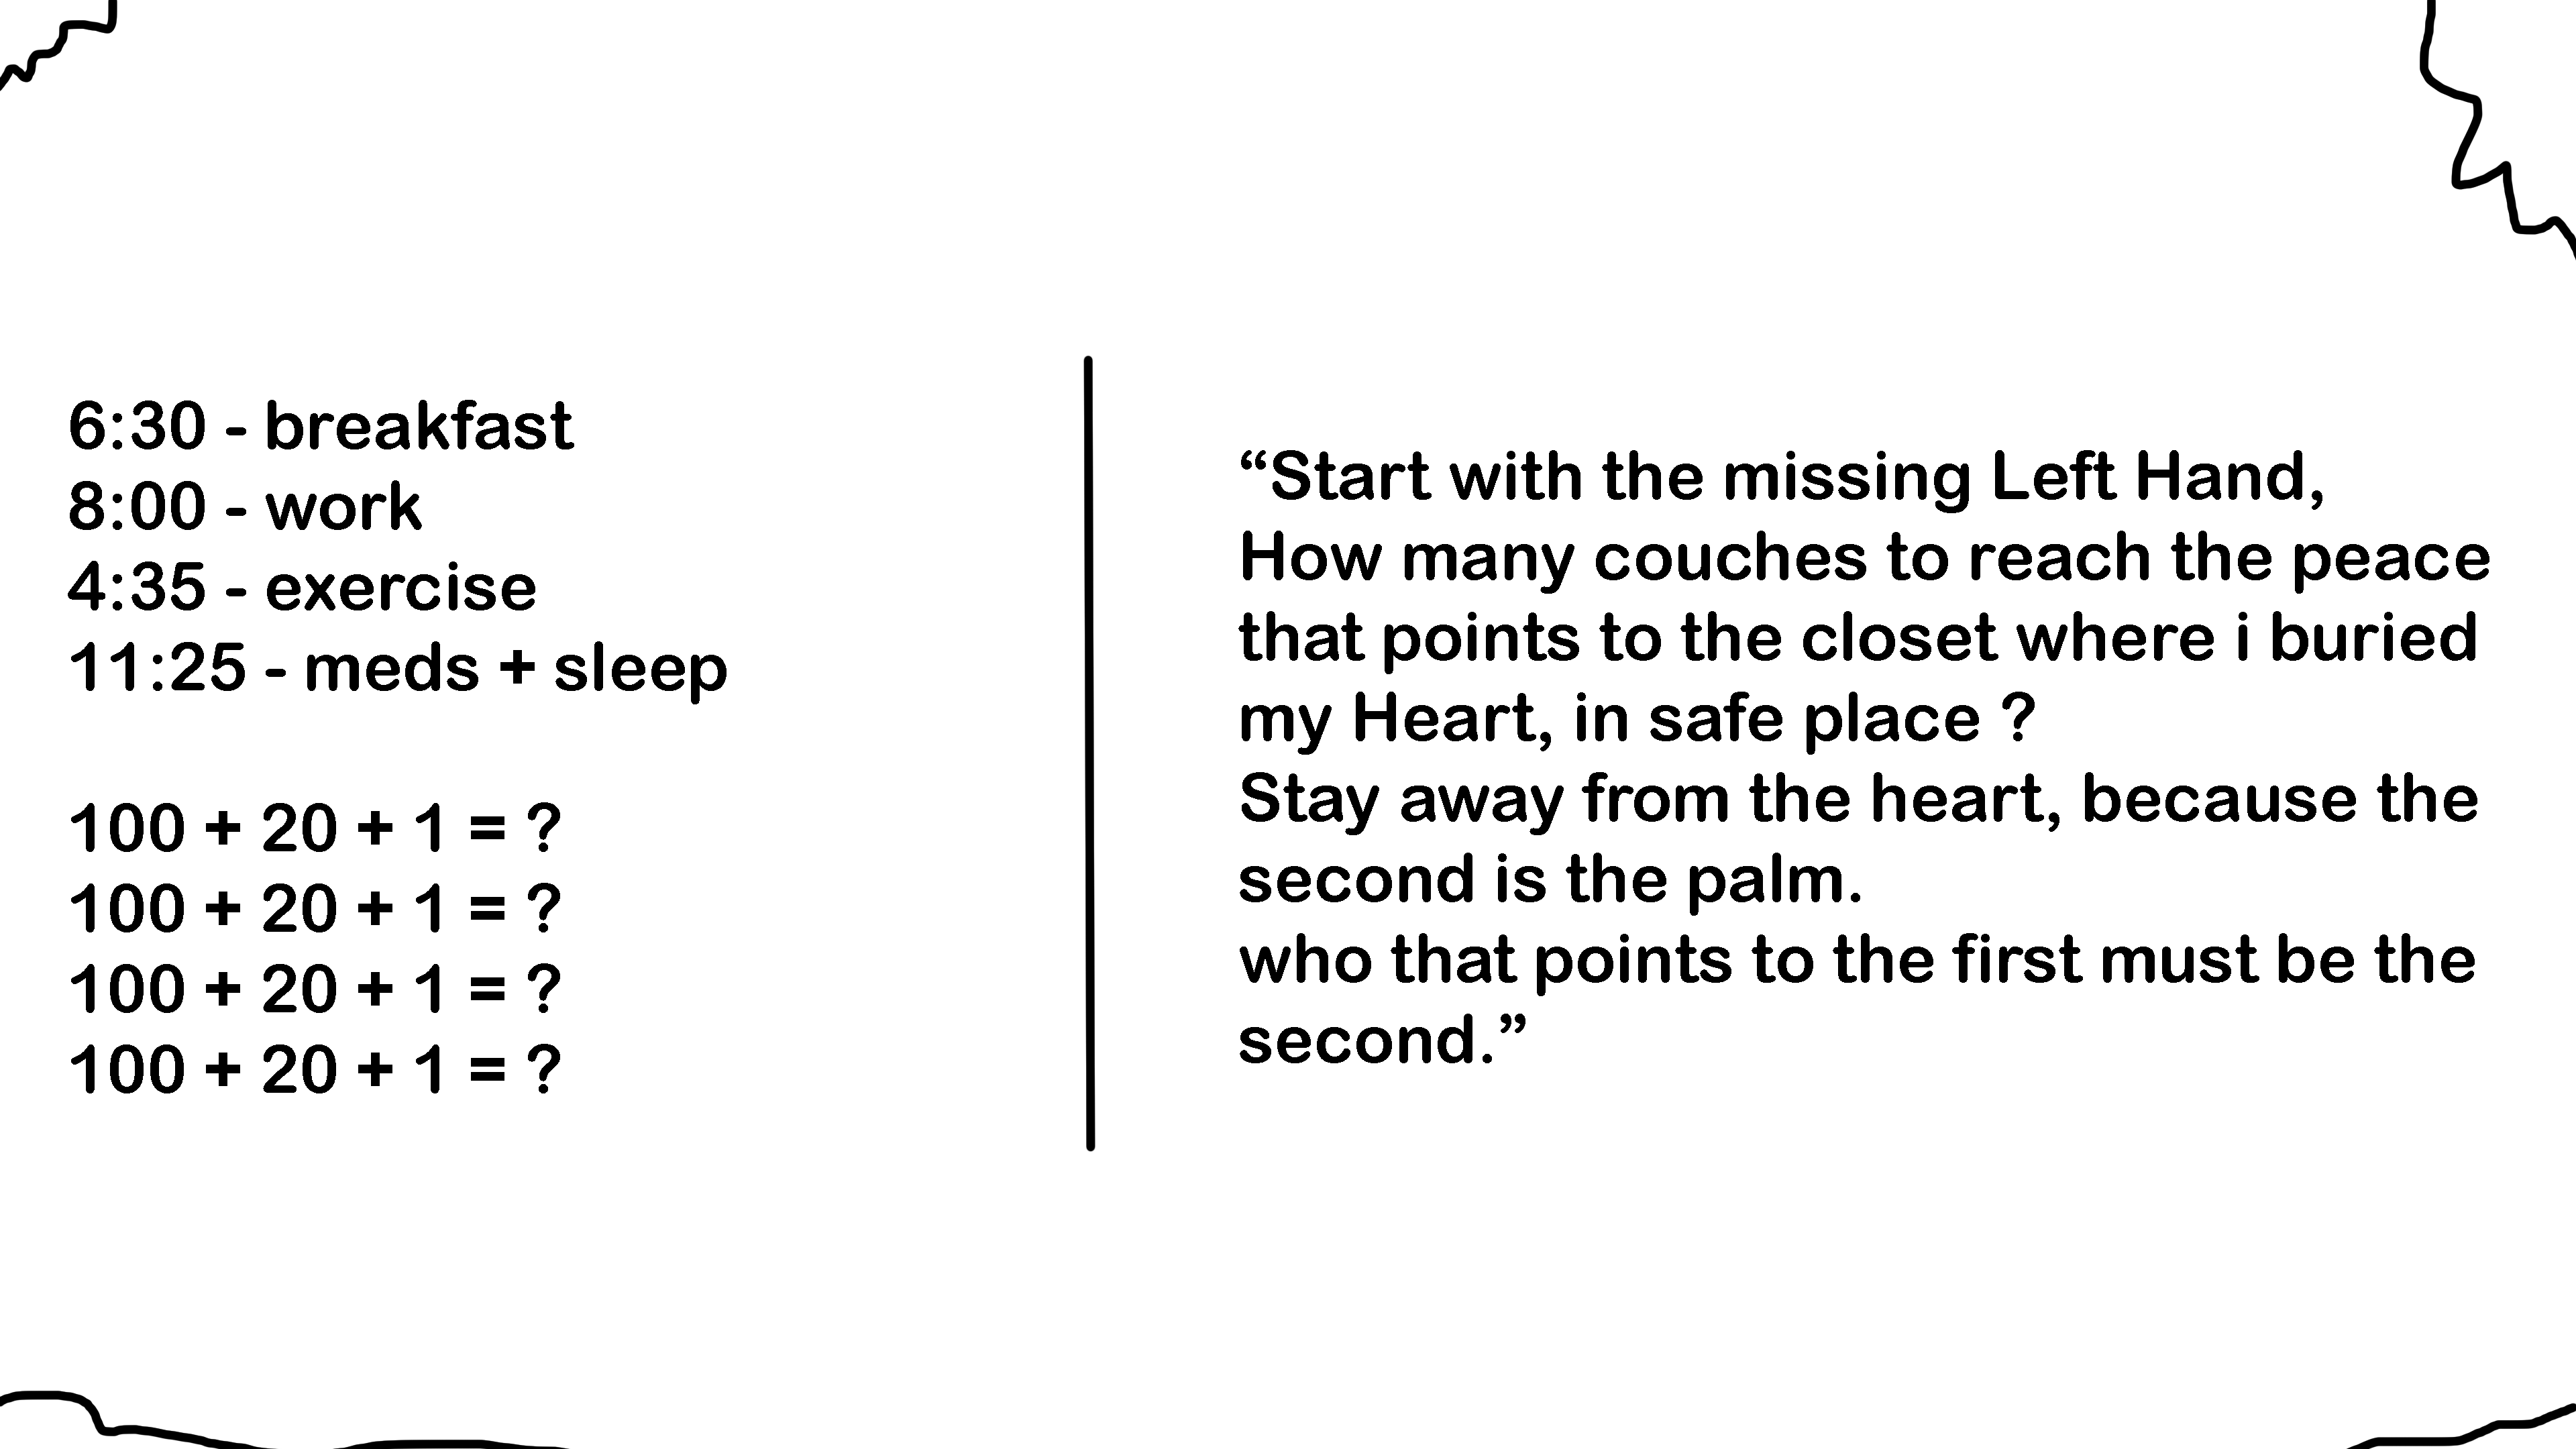 6:30 - breakfast
8:00 - work
4:35 - exercise
11:25 - meds + sleep
100 + 20 + 1 = ?
100 + 20 + 1 = ?
100 + 20 + 1 = ?
100 + 20 + 1 = ?
“Start with the missing Left Hand,
How many couches to reach the peace
that points to the closet where i buried
my Heart, in safe place ?
Stay away from the heart, because the
second is the palm.
who that points to the first must be the
second.”